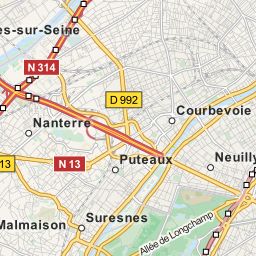 es-sur-Seine
N 314
D 992
Courbevoie
Nanterre
13
N 13
Puteaux
Neuilly
Malmaison
Suresnes
Allée de Longchamp